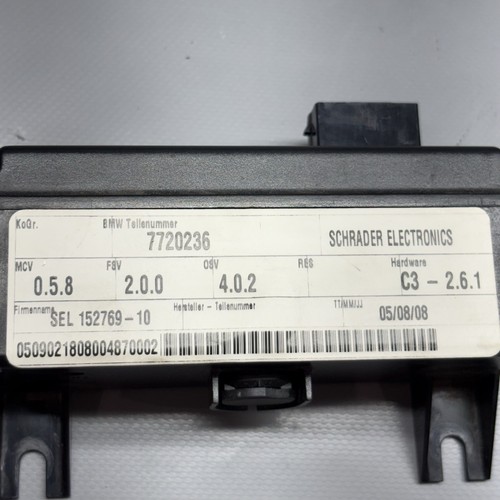 KoGr. BMW Teilenummer
7720236 SCHRADER ELECTRONICS
MCV FSV OSV RES Hardware
0.5.8 2.0.0 4.0.2 C3 - 2.6.1
Firmenname Hersteller - Teilenummer TT/MM/JJ
SEL 152769-10 05/08/08
0509021808004870002